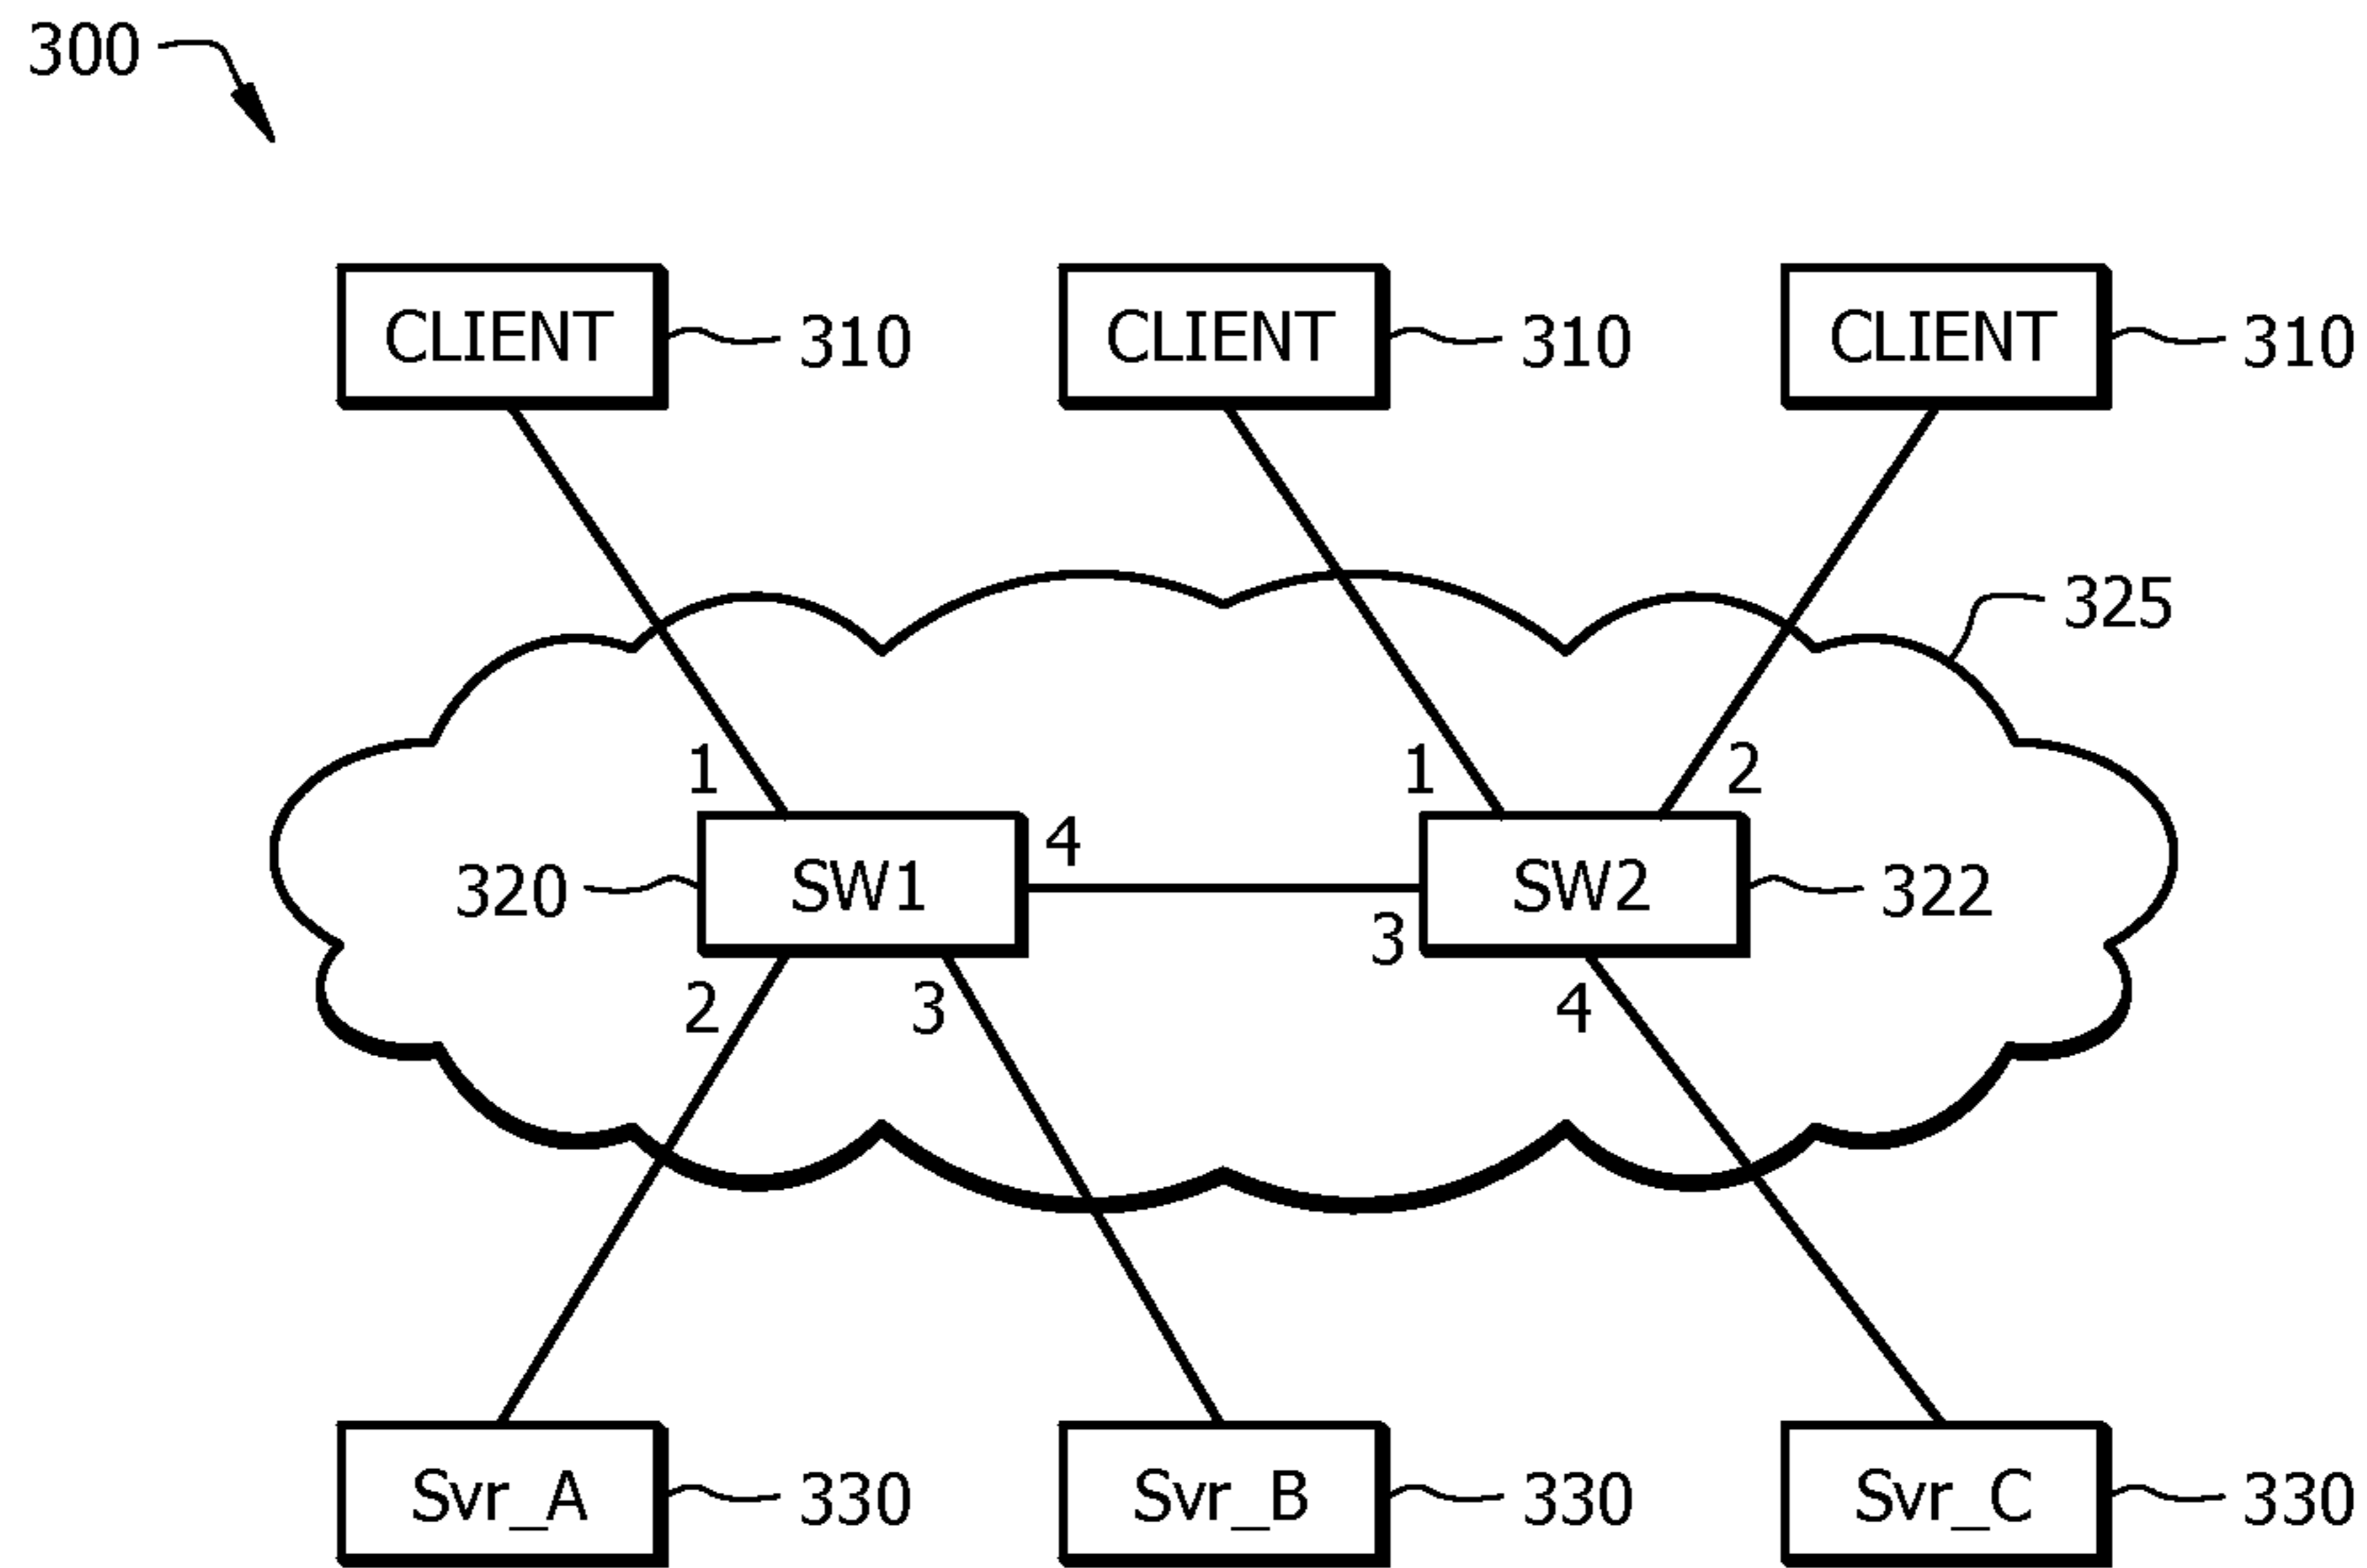 300
CLIENT 310 CLIENT 310 CLIENT 310
325
1 1 2
4
320 SW1 SW2 322
3
2 3 4
Svr_A 330 Svr_B 330 Svr_C 330